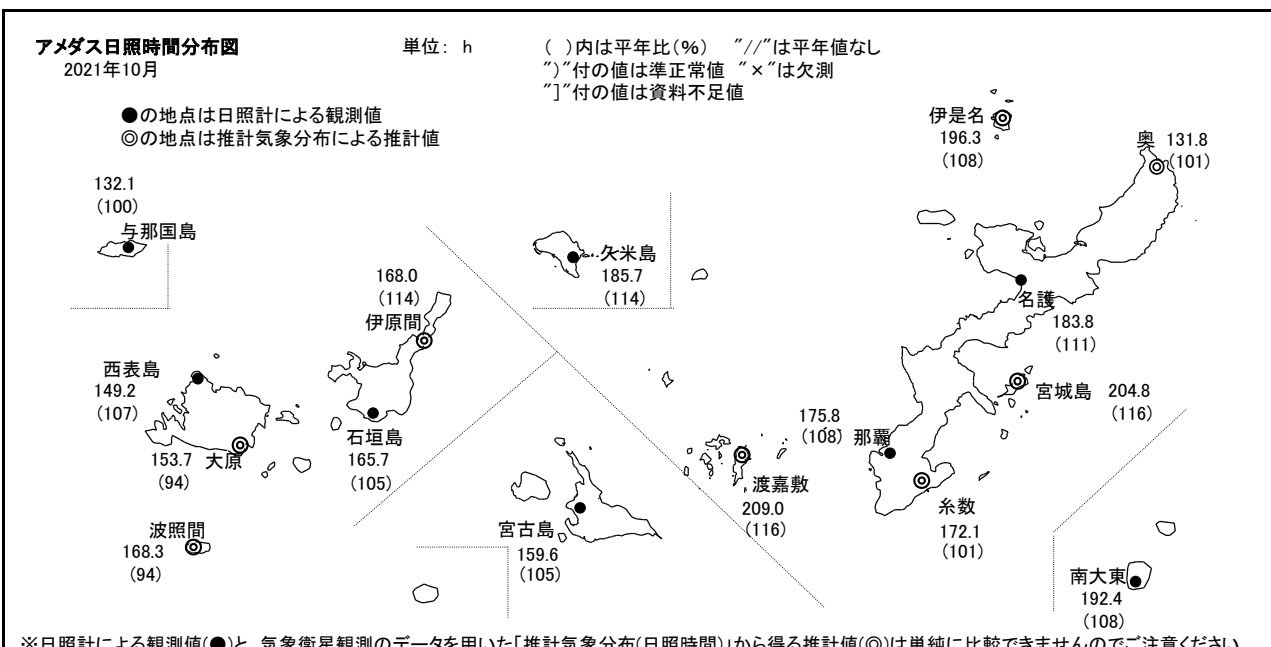 アメダス日照時間分布図 単位: h ( )内は平年比(%) "//"は平年値なし
2021年10月 ")"付の値は準正常値 "×"は欠測
"]"付の値は資料不足値
●の地点は日照計による観測値
◎の地点は推計気象分布による推計値
伊是名
196.3
(108)
奥 131.8
(101)
132.1
(100)
与那国島
久米島
185.7
(114)
168.0
(114)
伊原間
名護
183.8
(111)
西表島
149.2
(107)
宮城島 204.8
(116)
石垣島
165.7
(105)
175.8
(108) 那覇
153.7 大原
(94)
渡嘉敷
209.0
(116)
糸数
172.1
(101)
波照間
168.3
(94)
宮古島
159.6
(105)
南大東
192.4
(108)
※日照計による観測値(●)と、気象衛星観測のデータを用いた「推計気象分布(日照時間)」から得る推計値(◎)は単純に比較できませんのでご注意ください